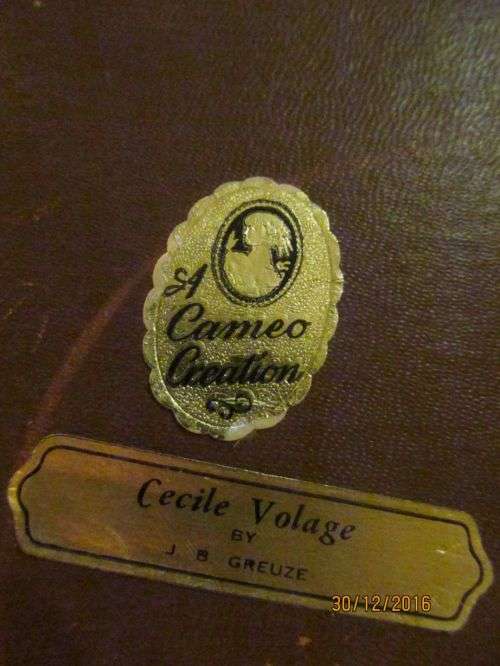 A
Cameo
Creation
Cecile Volage
BY
J B GREUZE
30/12/2016